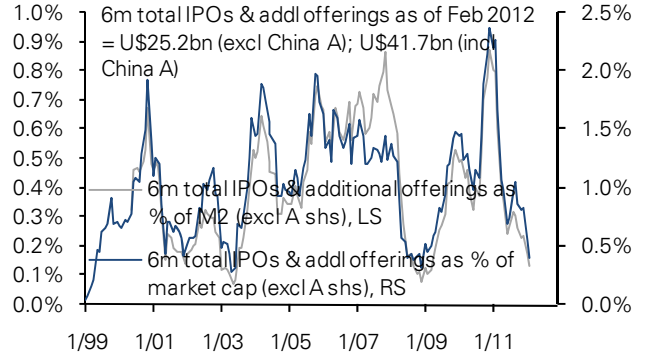 6m total IPOs & addl offerings as of Feb 2012
= U$25.2bn (excl China A); U$41.7bn (incl
China A)
1.0%
0.9%
0.8%
0.7%
0.6%
0.5%
0.4%
0.3%
0.2%
0.1%
0.0%
2.5%
2.0%
1.5%
1.0%
0.5%
0.0%
6m total IPOs & additional offerings as
% of M2 (excl A shs), LS
6m total IPOs & addl offerings as % of
market cap (excl A shs), RS
1/99 1/01 1/03 1/05 1/07 1/09 1/11